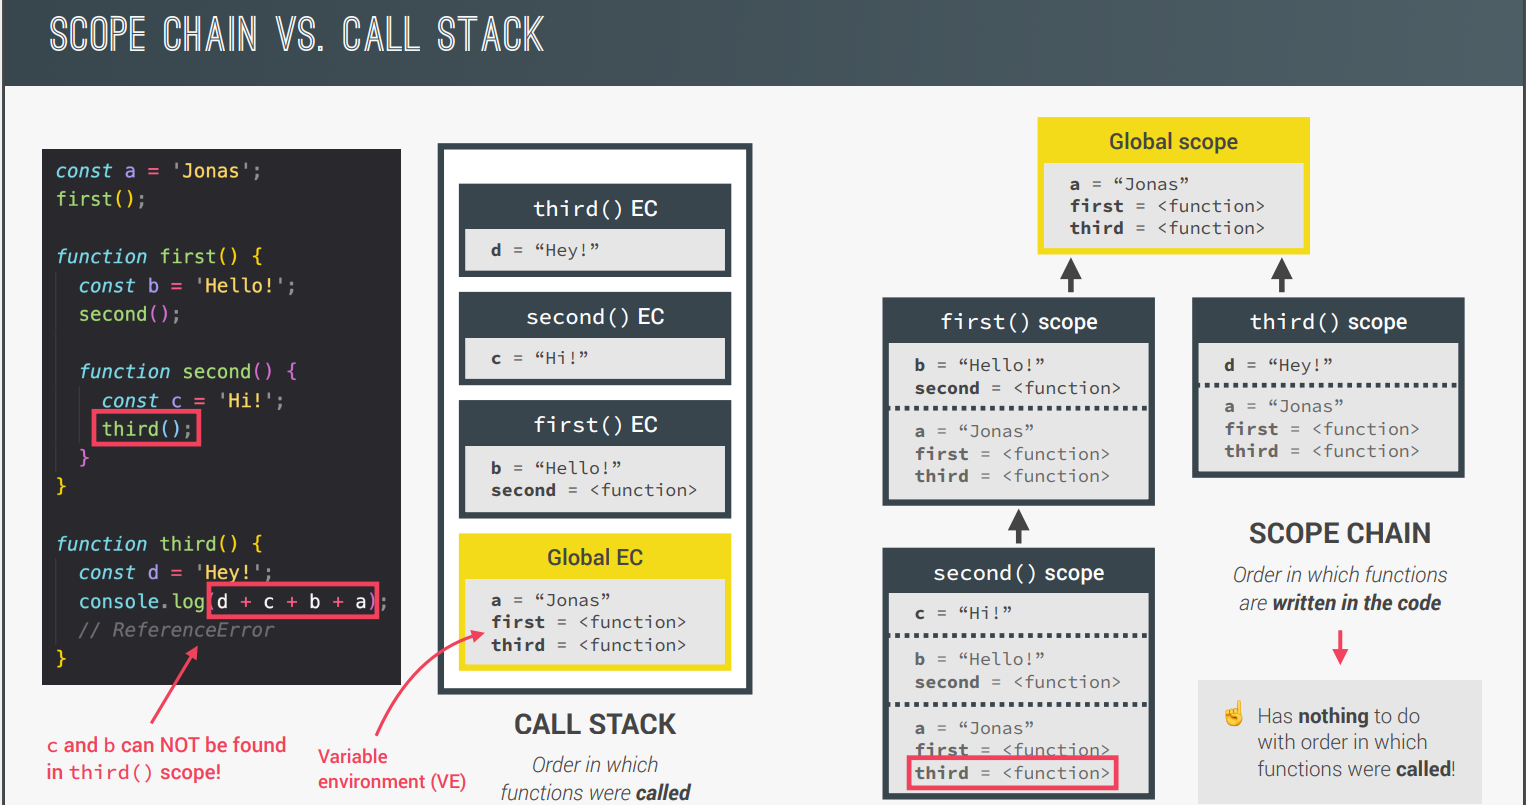 SCOPE CHAIN VS. CALL STACK
const a = 'Jonas';
first();
function first() {
const b = 'Hello!';
second();
function second() {
const c = 'Hi!';
third();
}
}
function third() {
const d = 'Hey!';
console.log(d + c + b + a);
// ReferenceError
}
c and b can NOT be found
in third() scope!
third() EC
d = “Hey!”
second() EC
c = “Hi!”
first() EC
b = “Hello!”
second = <function>
Global EC
a = “Jonas”
first = <function>
third = <function>
Variable
environment (VE)
CALL STACK
Order in which
functions were called
Global scope
a = “Jonas”
first = <function>
third = <function>
first() scope
b = “Hello!”
second = <function>
a = “Jonas”
first = <function>
third = <function>
second() scope
c = “Hi!”
b = “Hello!”
second = <function>
a = “Jonas”
first = <function>
third = <function>
third() scope
d = “Hey!”
a = “Jonas”
first = <function>
third = <function>
SCOPE CHAIN
Order in which functions
are written in the code
☝️ Has nothing to do
with order in which
functions were called!